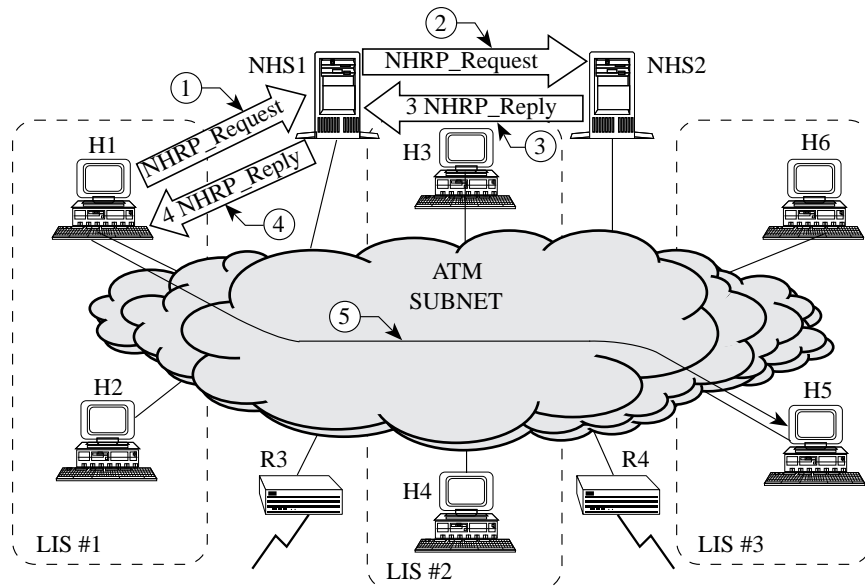 2
NHS1
NHRP_Request
NHS2
1
NHRP_Request
3 NHRP_Reply
3
H1
H3
H6
4 NHRP_Reply
4
ATM
SUBNET
5
H2
H5
R3
H4
R4
LIS #1
LIS #2
LIS #3